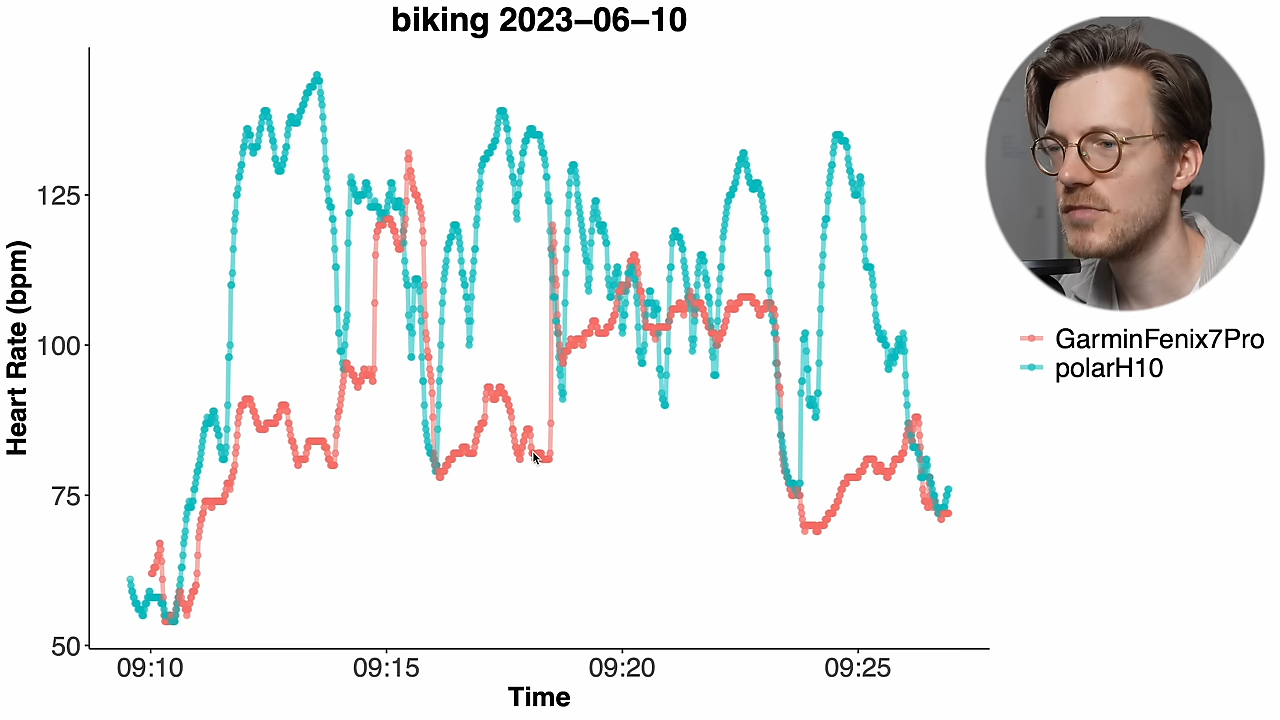 biking 2023–06–10
Heart Rate (bpm)
125
100
75
50
09:10
09:15
09:20
09:25
Time
GarminFenix7Pro
polarH10